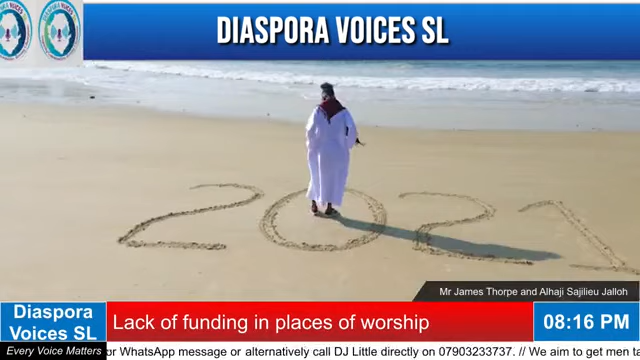 DIASPORA VOICES SL
2021
Mr James Thorpe and Alhaji Sajilieu Jalloh
Diaspora
Voices SL
Lack of funding in places of worship
08:16 PM
Every Voice Matters
or WhatsApp message or alternatively call DJ Little directly on 07903233737. // We aim to get men ta